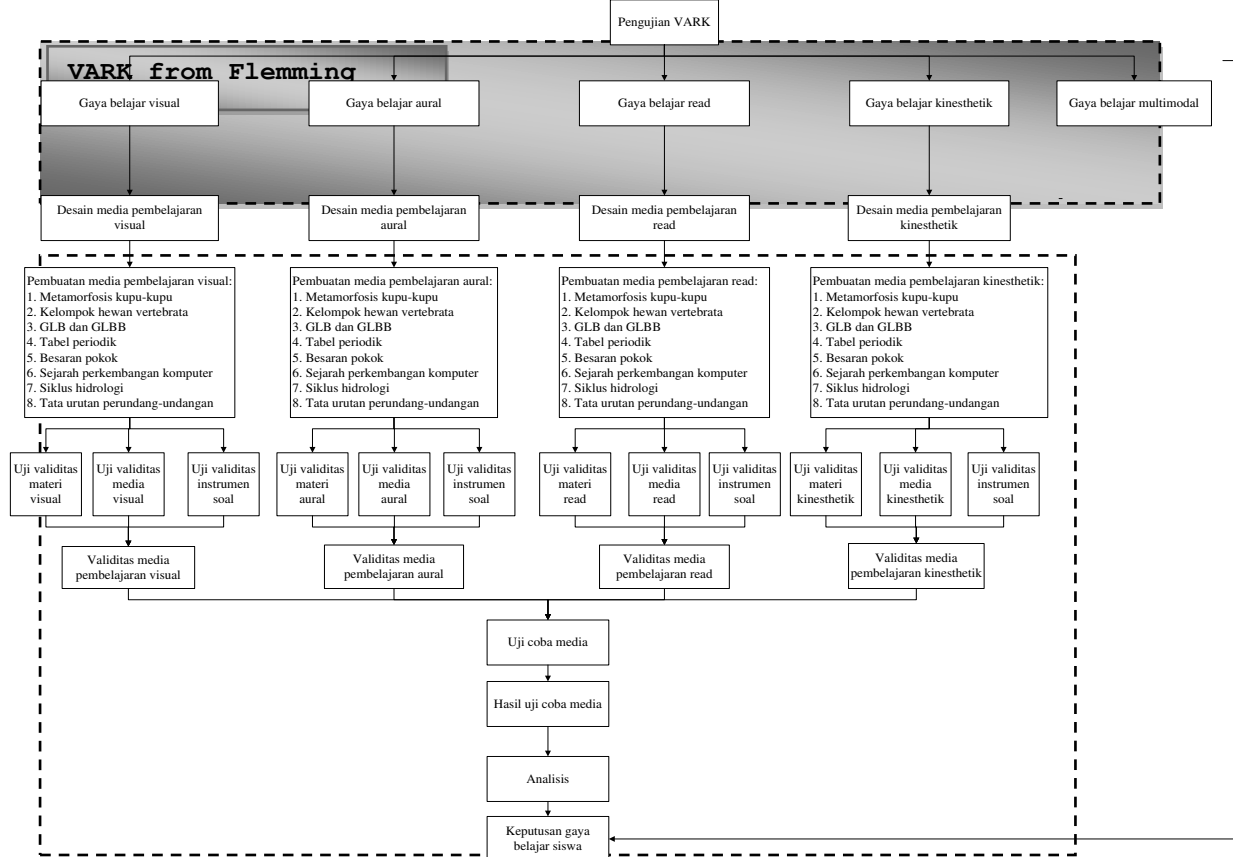 Pengujian VARK
VARK from Flemming
Gaya belajar visual
Gaya belajar aural
Gaya belajar read
Gaya belajar kinesthetik
Gaya belajar multimodal
Desain media pembelajaran
visual
Desain media pembelajaran
aural
Desain media pembelajaran
read
Desain media pembelajaran
kinesthetik
Pembuatan media pembelajaran visual:
1. Metamorfosis kupu-kupu
2. Kelompok hewan vertebrata
3. GLB dan GLBB
4. Tabel periodik
5. Besaran pokok
6. Sejarah perkembangan komputer
7. Siklus hidrologi
8. Tata urutan perundang-undangan
Pembuatan media pembelajaran aural:
1. Metamorfosis kupu-kupu
2. Kelompok hewan vertebrata
3. GLB dan GLBB
4. Tabel periodik
5. Besaran pokok
6. Sejarah perkembangan komputer
7. Siklus hidrologi
8. Tata urutan perundang-undangan
Pembuatan media pembelajaran read:
1. Metamorfosis kupu-kupu
2. Kelompok hewan vertebrata
3. GLB dan GLBB
4. Tabel periodik
5. Besaran pokok
6. Sejarah perkembangan komputer
7. Siklus hidrologi
8. Tata urutan perundang-undangan
Pembuatan media pembelajaran kinesthetik:
1. Metamorfosis kupu-kupu
2. Kelompok hewan vertebrata
3. GLB dan GLBB
4. Tabel periodik
5. Besaran pokok
6. Sejarah perkembangan komputer
7. Siklus hidrologi
8. Tata urutan perundang-undangan
Uji validitas
materi
visual
Uji validitas
media
visual
Uji validitas
instrumen
soal
Uji validitas
materi
aural
Uji validitas
media
aural
Uji validitas
instrumen
soal
Uji validitas
materi
read
Uji validitas
media
read
Uji validitas
instrumen
soal
Uji validitas
materi
kinesthetik
Uji validitas
media
kinesthetik
Uji validitas
instrumen
soal
Validitas media
pembelajaran visual
Validitas media
pembelajaran aural
Validitas media
pembelajaran read
Validitas media
pembelajaran kinesthetik
Uji coba media
Hasil uji coba media
Analisis
Keputusan gaya
belajar siswa